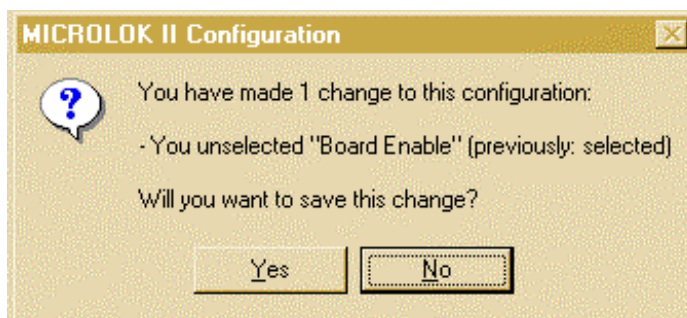 MICROLOK II Configuration
?
You have made 1 change to this configuration:
- You unselected "Board Enable" (previously: selected)
Will you want to save this change?
Yes No